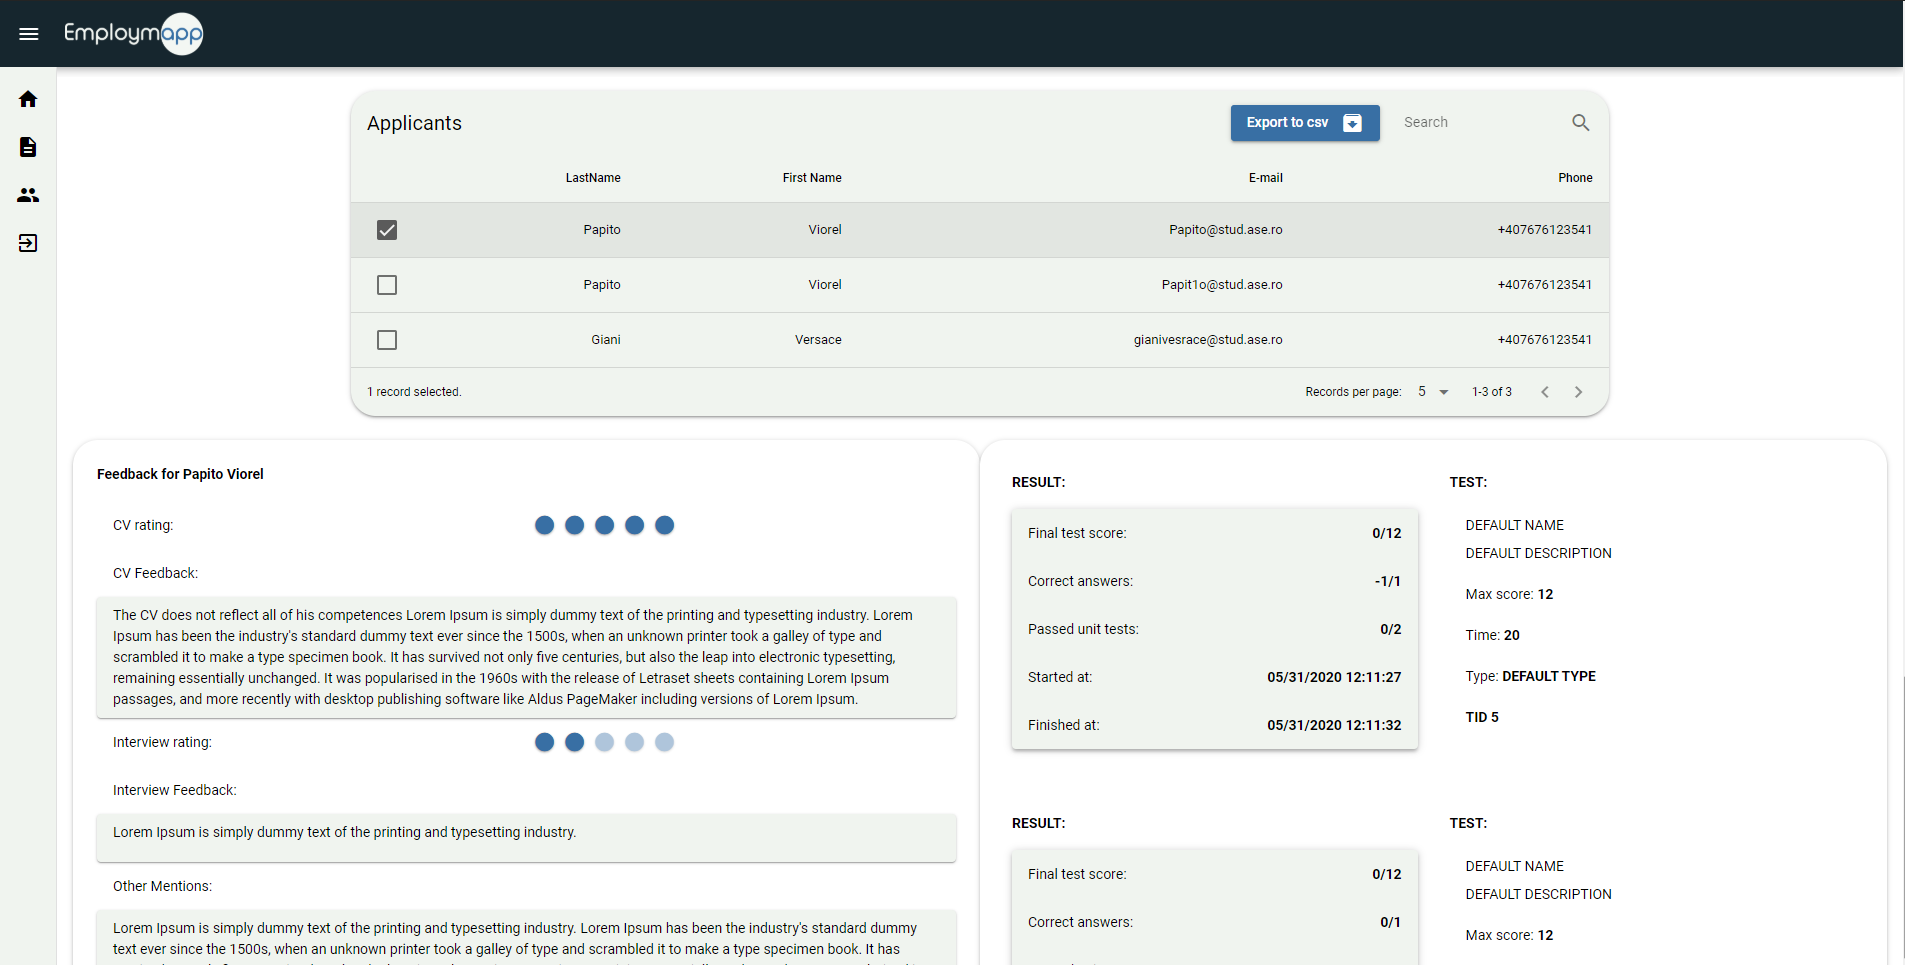 Employmapp
Applicants
Export to csv
Search
LastName First Name E-mail Phone
Papito Viorel Papito@stud.ase.ro +407676123541
Papito Viorel Papit1o@stud.ase.ro +407676123541
Giani Versace gianivesrace@stud.ase.ro +407676123541
1 record selected.
Records per page: 5 1-3 of 3
Feedback for Papito Viorel
CV rating:
CV Feedback:
The CV does not reflect all of his competences Lorem Ipsum is simply dummy text of the printing and typesetting industry. Lorem
Ipsum has been the industry's standard dummy text ever since the 1500s, when an unknown printer took a galley of type and
scrambled it to make a type specimen book. It has survived not only five centuries, but also the leap into electronic typesetting,
remaining essentially unchanged. It was popularised in the 1960s with the release of Letraset sheets containing Lorem Ipsum
passages, and more recently with desktop publishing software like Aldus PageMaker including versions of Lorem Ipsum.
Interview rating:
Interview Feedback:
Lorem Ipsum is simply dummy text of the printing and typesetting industry.
Other Mentions:
Lorem Ipsum is simply dummy text of the printing and typesetting industry. Lorem Ipsum has been the industry's standard dummy
text ever since the 1500s, when an unknown printer took a galley of type and scrambled it to make a type specimen book. It has
RESULT:
Final test score: 0/12
Correct answers: -1/1
Passed unit tests: 0/2
Started at: 05/31/2020 12:11:27
Finished at: 05/31/2020 12:11:32
TEST:
DEFAULT NAME
DEFAULT DESCRIPTION
Max score: 12
Time: 20
Type: DEFAULT TYPE
TID 5
RESULT:
Final test score: 0/12
Correct answers: 0/1
TEST:
DEFAULT NAME
DEFAULT DESCRIPTION
Max score: 12